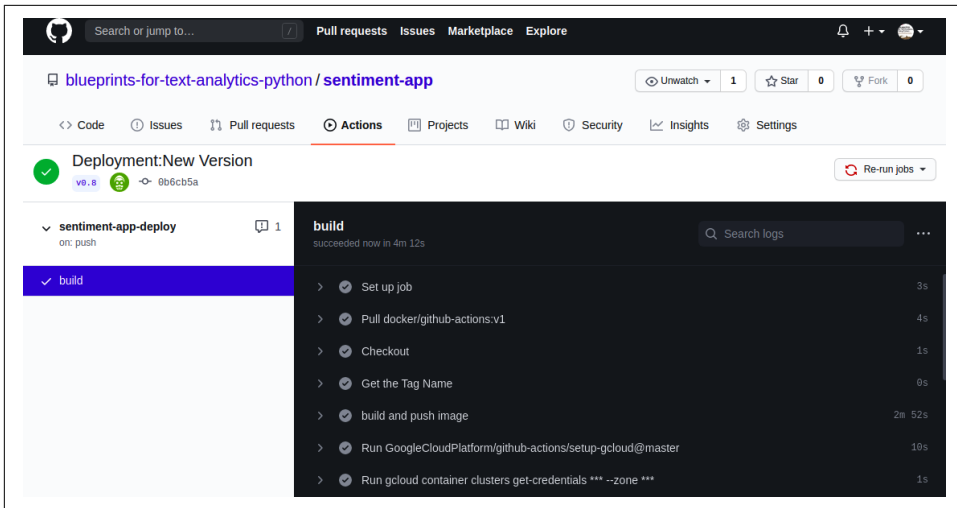 Search or jump to... / Pull requests Issues Marketplace Explore
blueprints-for-text-analytics-python / sentiment-app Unwatch 1 Star 0 Fork 0
<> Code Issues Pull requests Actions Projects Wiki Security Insights Settings
Deployment:New Version
v0.8 0b6cb5a
Re-run jobs
sentiment-app-deploy 1
on: push
build
build
succeeded now in 4m 12s
Search logs
Set up job 3s
Pull docker/github-actions:v1 4s
Checkout 1s
Get the Tag Name 0s
build and push image 2m 52s
Run GoogleCloudPlatform/github-actions/setup-gcloud@master 10s
Run gcloud container clusters get-credentials *** --zone *** 1s